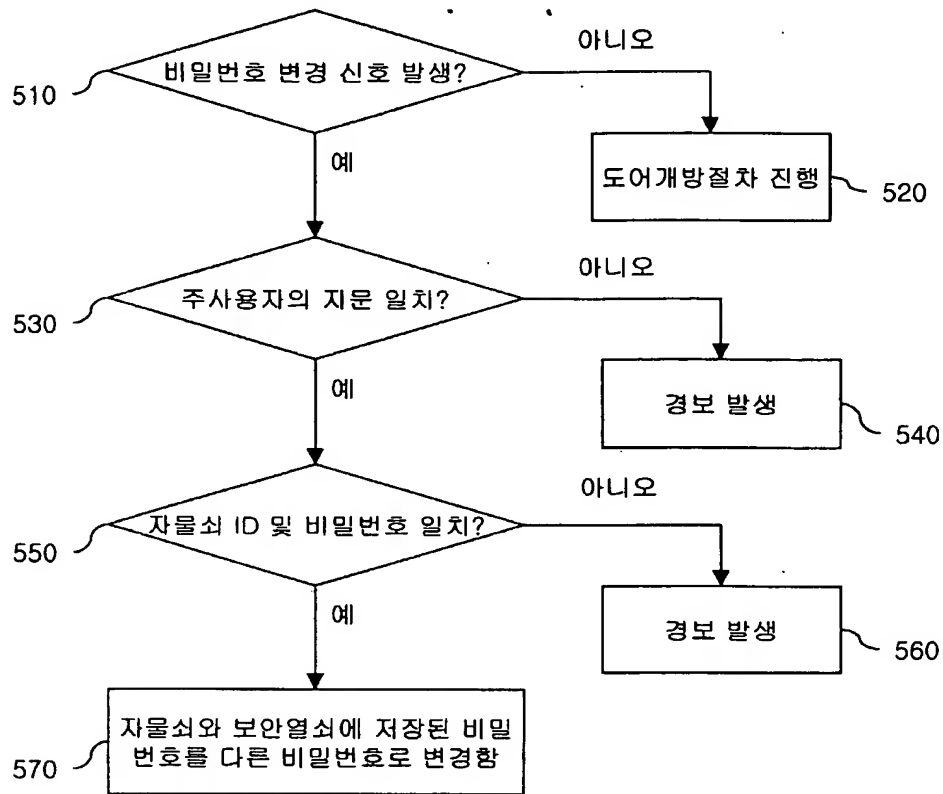 아니오
비밀번호 변경 신호 발생?
510
예
도어개방절차 진행
520
아니오
주사용자의 지문 일치?
530
예
경보 발생
540
아니오
자물쇠 ID 및 비밀번호 일치?
550
예
경보 발생
560
자물쇠와 보안열쇠에 저장된 비밀
번호를 다른 비밀번호로 변경함
570